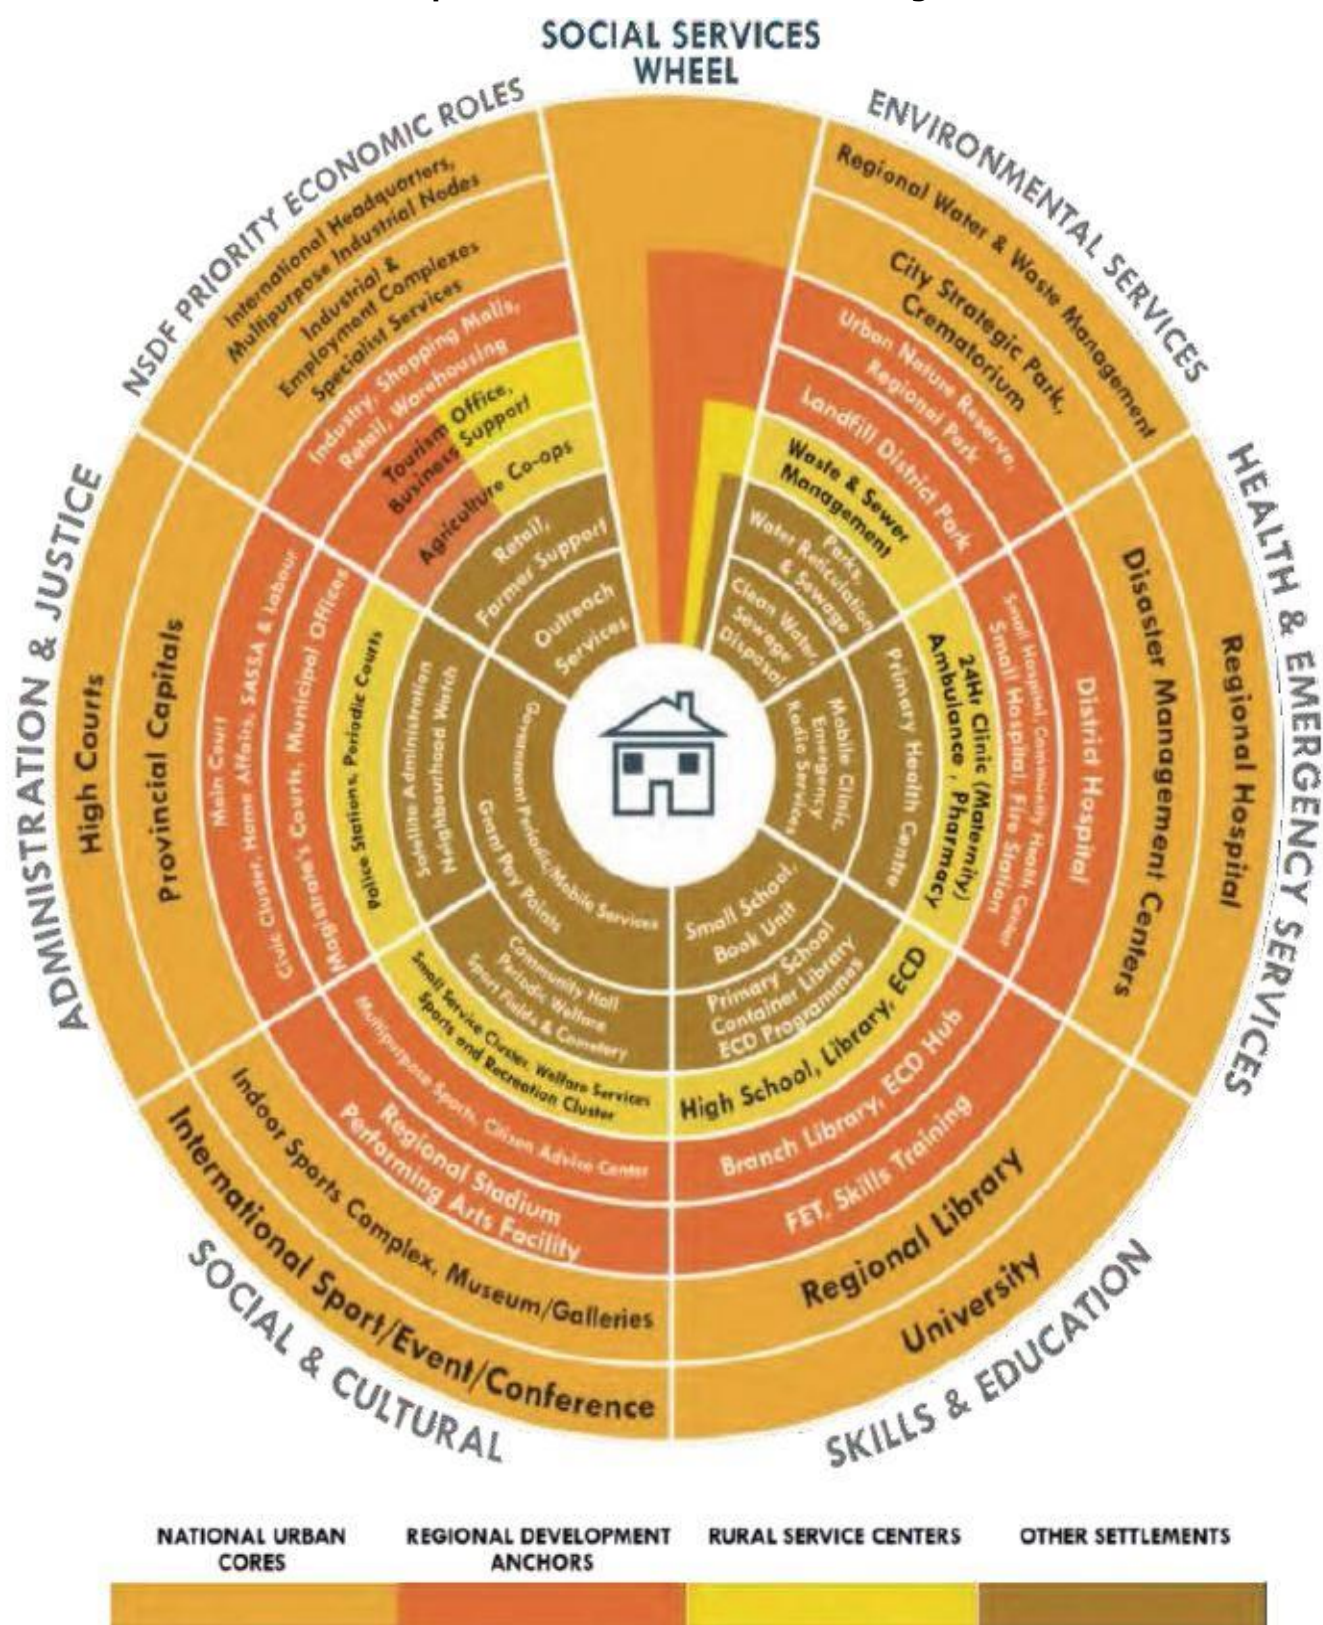 SOCIAL SERVICES
WHEEL
NSDF PRIORITY ECONOMIC ROLES
International Headquarters,
Multipurpose Industrial Nodes
Industrial &
Employment Complexes
Specialist Services
Industry, Shopping Malls,
Retail, Warehousing
Tourism Office,
Business Support
Agriculture Co-ops
Retail,
Farmer Support
Outreach
Services
ENVIRONMENTAL SERVICES
Regional Water & Waste Management
City Strategic Park,
Crematorium
Urban Nature Reserve,
Regional Park
Landfill District Park
Waste & Sewer
Management
Parks,
Water Reticulation
& Sewage
Clean Water,
Sewage
Disposal
HEALTH & EMERGENCY SERVICES
Regional Hospital
Disaster Management Centers
District Hospital
Small Hospital, Community Health Center
Small Hospital, Fire Station
24Hr Clinic (Maternity)
Ambulance, Pharmacy
Primary Health Centre
Mobile Clinic
Emergency
Radio Services
SKILLS & EDUCATION
Small School,
Book Unit
Primary School
Container Library
ECD Programmes
High School, Library, ECD
Branch Library, ECD Hub
FET, Skills Training
Regional Library
University
SOCIAL & CULTURAL
Community Hall
Periodic Welfare
Sport Fields & Cemetery
Small Service Cluster, Welfare Services
Sports and Recreation Cluster
Multipurpose Sports, Citizen Advice Center
Regional Stadium
Performing Arts Facility
Indoor Sports Complex, Museum/Galleries
International Sport/Event/Conference
ADMINISTRATION & JUSTICE
High Courts
Provincial Capitals
Main Court
Civic Cluster, Home Affairs, SASSA & Labour
Magistrate's Courts, Municipal Offices
Police Stations, Periodic Courts
Administration
Neighbourhood Watch
Government Periodic/Mobile Services
Grant Pay Points
NATIONAL URBAN
CORES
REGIONAL DEVELOPMENT
ANCHORS
RURAL SERVICE CENTERS
OTHER SETTLEMENTS